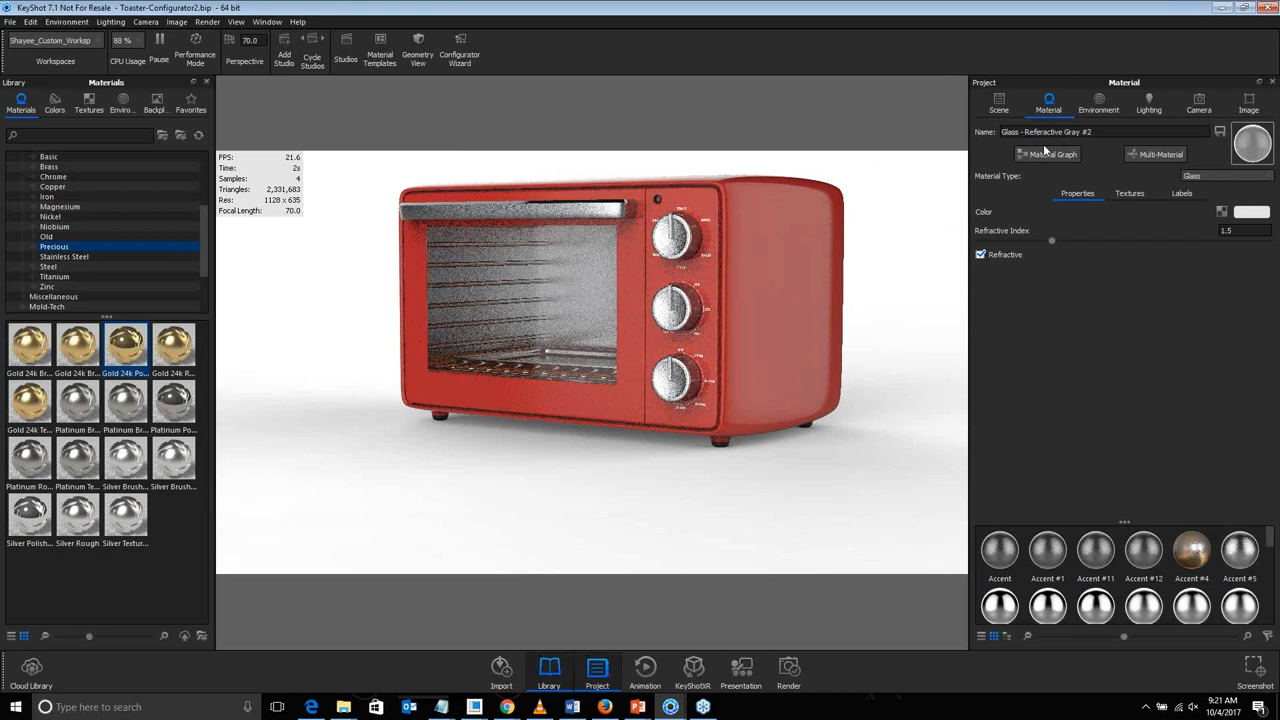 KeyShot 7.1 Not For Resale - Toaster-Configurator2.bip - 64 bit
File Edit Environment Lighting Camera Image Render View Window Help
Shayee_Custom_Worksp 88 % 70.0
Workspaces CPU Usage Pause Performance Mode Perspective Add Studio Cycle Studios Studios Material Templates Geometry View Configurator Wizard
Library Materials
Materials Colors Textures Enviro... Backpl... Favorites
Basic
Brass
Chrome
Copper
Iron
Magnesium
Nickel
Niobium
Old
Precious
Stainless Steel
Steel
Titanium
Zinc
Miscellaneous
Mold-Tech
Gold 24k Br... Gold 24k Br... Gold 24k Po... Gold 24k R...
Gold 24k Te... Platinum Br... Platinum Br... Platinum Po...
Platinum Ro... Platinum Te... Silver Brush... Silver Brush...
Silver Polish... Silver Rough Silver Textur...
FPS: 21.6
Time: 2s
Samples: 4
Triangles: 2,331,683
Res: 1128 x 635
Focal Length: 70.0
Project Material
Scene Material Environment Lighting Camera Image
Name: Glass - Referactive Gray #2
Material Graph Multi-Material
Material Type: Glass
Properties Textures Labels
Color
Refractive Index 1.5
Refractive
Accent Accent #1 Accent #11 Accent #12 Accent #4 Accent #5
Cloud Library Import Library Project Animation KeyShotXR Presentation Render Screenshot
Type here to search
9:21 AM
10/4/2017